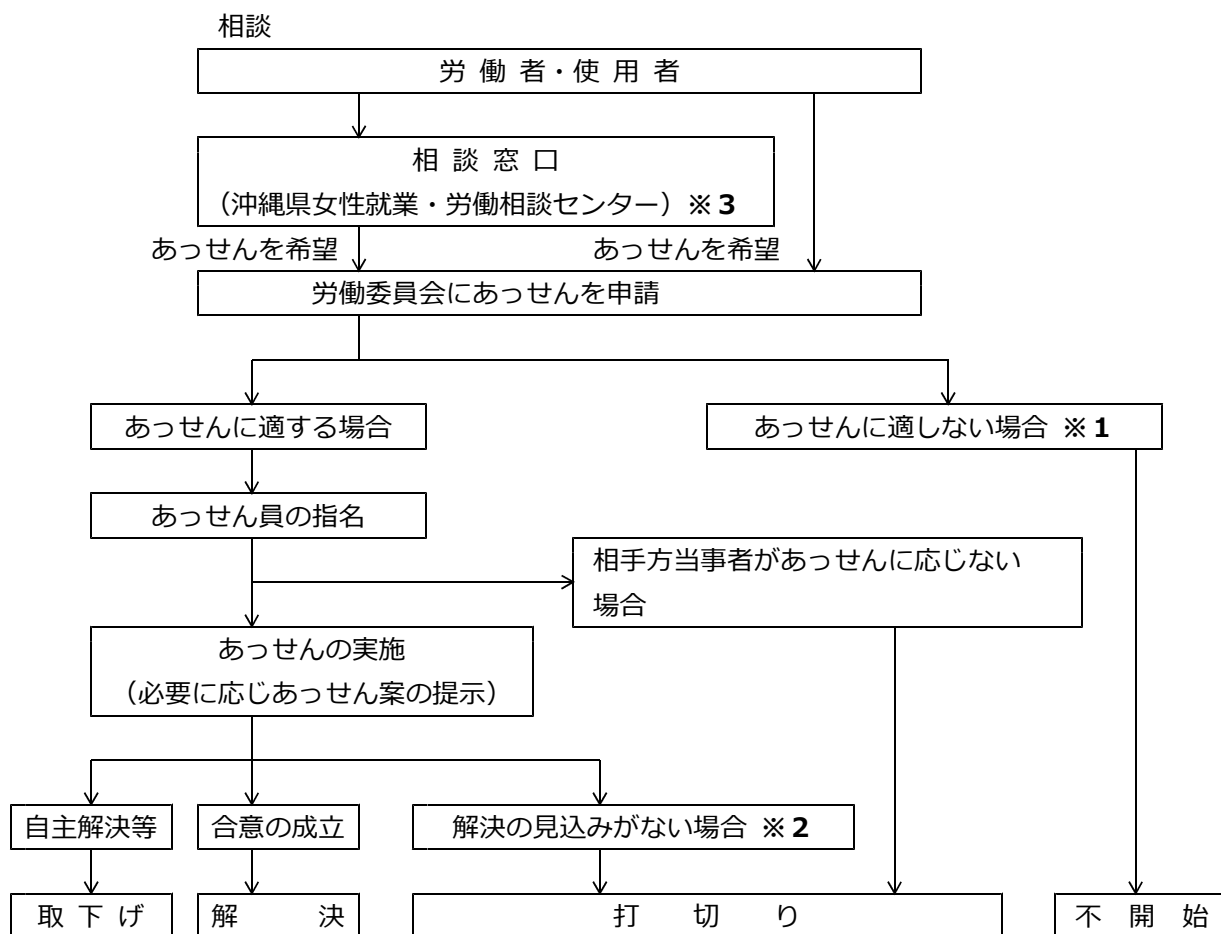 相談
労 働 者・使 用 者
相 談 窓 口
（沖縄県女性就業・労働相談センター）※３
あっせんを希望
あっせんを希望
労働委員会にあっせんを申請
あっせんに適する場合
あっせんに適しない場合 ※１
あっせん員の指名
相手方当事者があっせんに応じない
場合
あっせんの実施
（必要に応じあっせん案の提示）
自主解決等
合意の成立
解決の見込みがない場合 ※２
取 下 げ
解 決
打 切 り
不 開 始